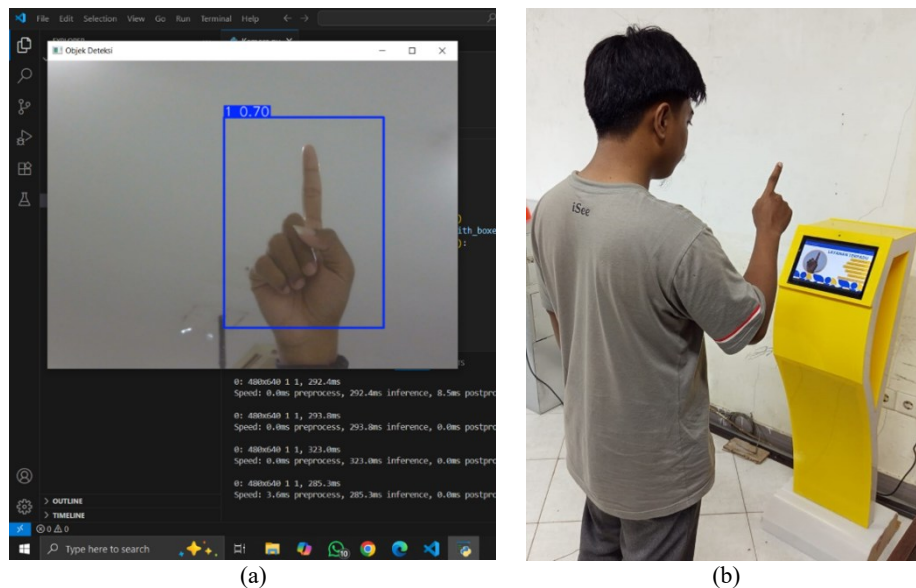 File Edit Selection View Go Run Terminal Help
Objek Deteksi
1 0.70
ith_boxe
):
0: 480x640 1 1, 292.4ms
Speed: 0.0ms preprocess, 292.4ms inference, 8.5ms postpro
0: 480x640 1 1, 293.8ms
Speed: 0.0ms preprocess, 293.8ms inference, 0.0ms postpro
0: 480x640 1 1, 323.0ms
Speed: 0.0ms preprocess, 323.0ms inference, 0.0ms postpro
0: 480x640 1 1, 285.3ms
Speed: 3.6ms preprocess, 285.3ms inference, 0.0ms postpro
OUTLINE
TIMELINE
0 0
Type here to search
10
(a)
iSee
(b)